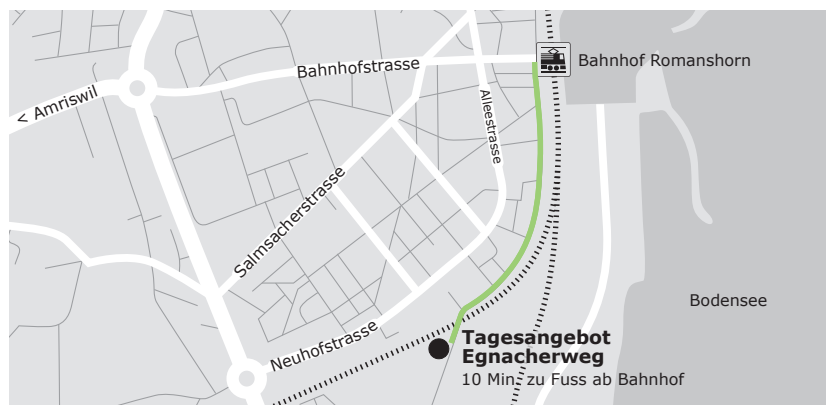 Bahnhofstrasse
Bahnhof Romanshorn
< Amriswil
Alleestrasse
Salmsacherstrasse
Bodensee
Neuhofstrasse
Tagesangebot
Egnacherweg
10 Min. zu Fuss ab Bahnhof